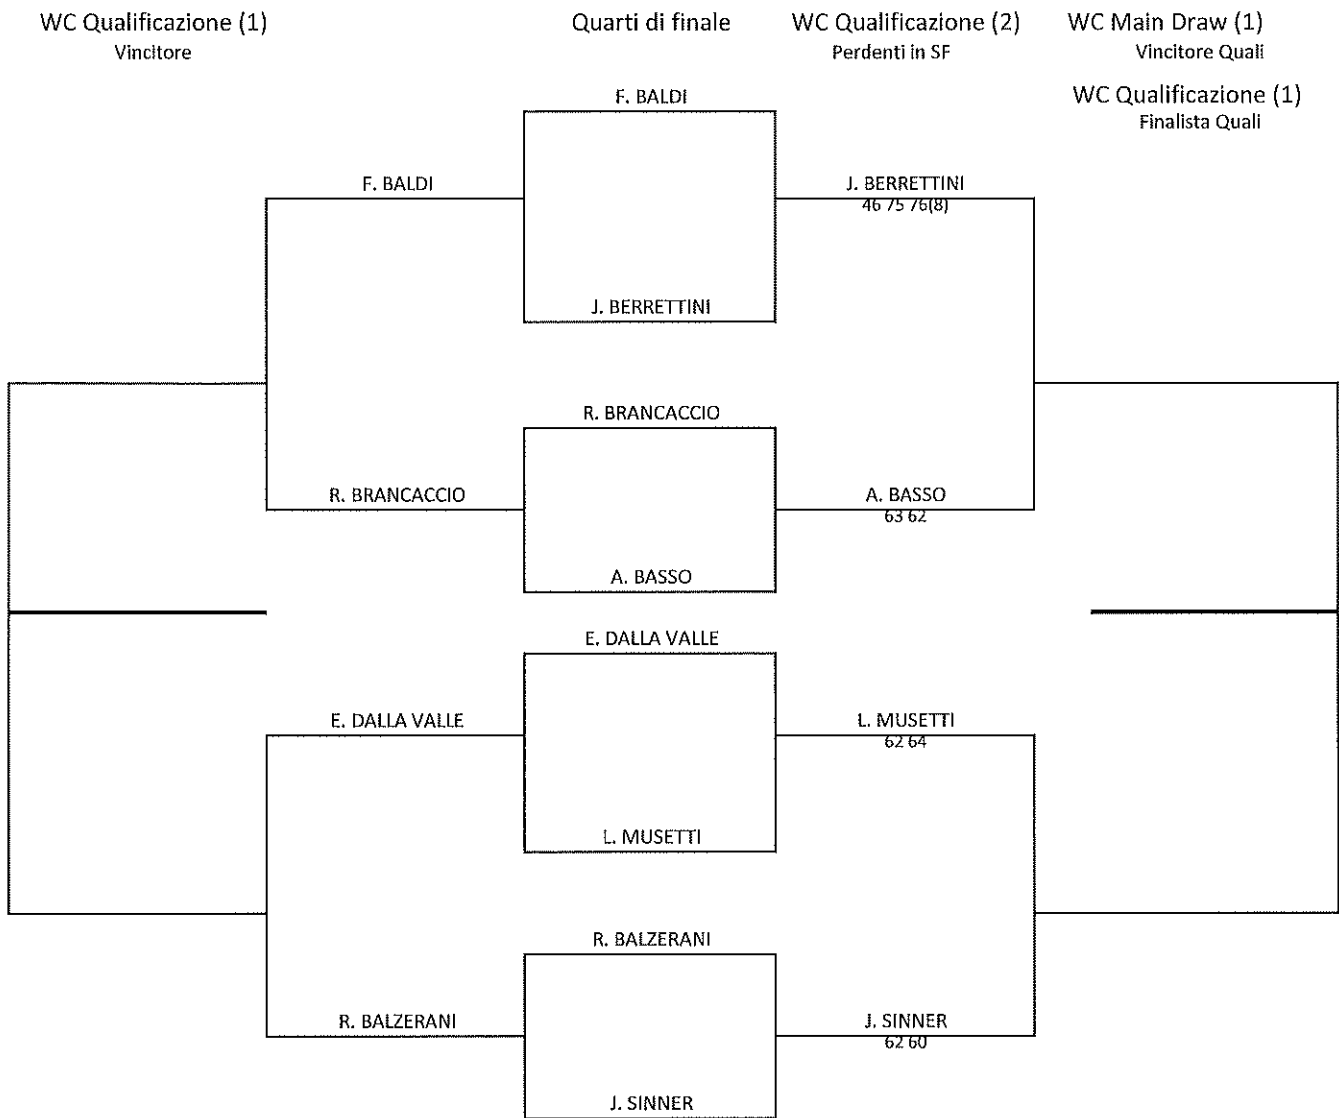 WC Qualificazione (1)
Vincitore
Quarti di finale
WC Qualificazione (2)
Perdenti in SF
WC Main Draw (1)
Vincitore Quali
WC Qualificazione (1)
Finalista Quali
F. BALDI
F. BALDI
J. BERRETTINI
46 75 76(8)
J. BERRETTINI
R. BRANCACCIO
R. BRANCACCIO
A. BASSO
63 62
A. BASSO
E. DALLA VALLE
E. DALLA VALLE
L. MUSETTI
62 64
L. MUSETTI
R. BALZERANI
R. BALZERANI
J. SINNER
62 60
J. SINNER